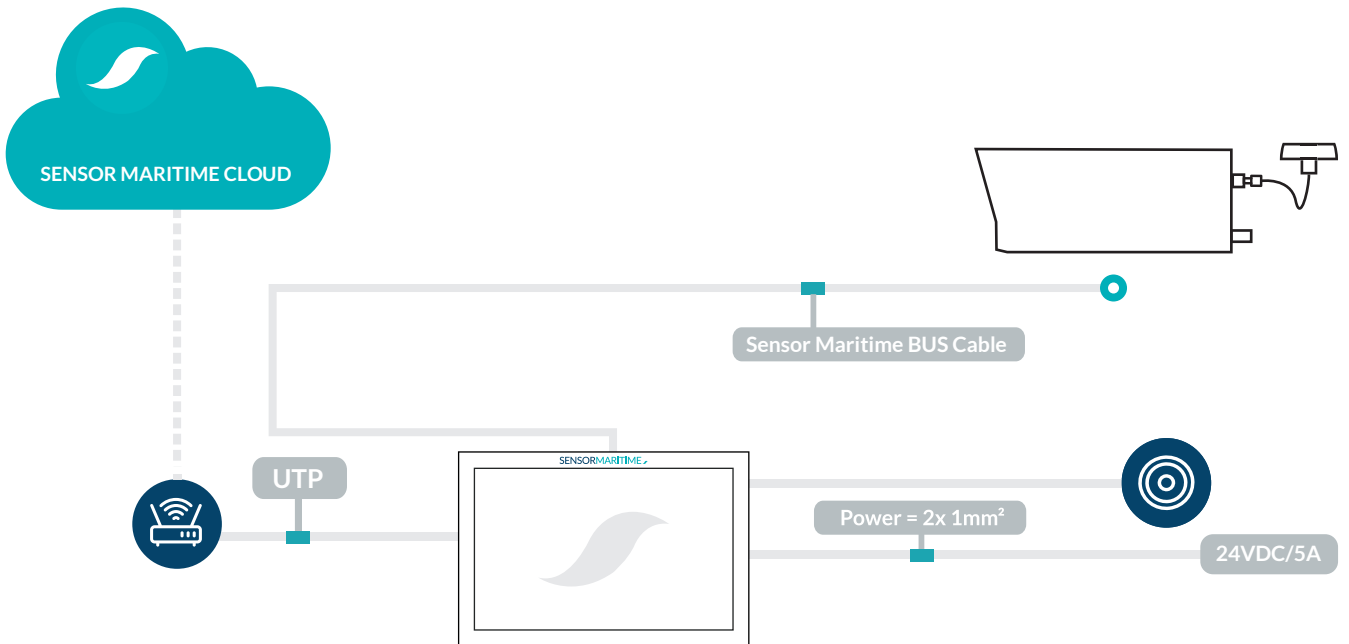 SENSOR MARITIME CLOUD
Sensor Maritime BUS Cable
SENSORMARITIME
UTP
Power = 2x 1mm²
24VDC/5A